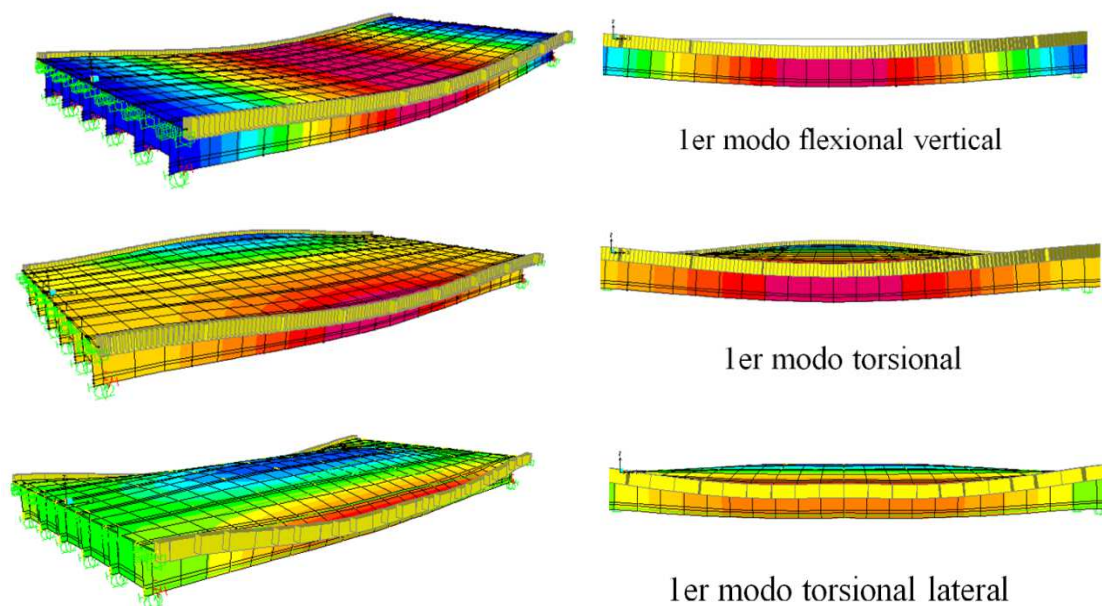 1er modo flexional vertical
1er modo torsional
1er modo torsional lateral